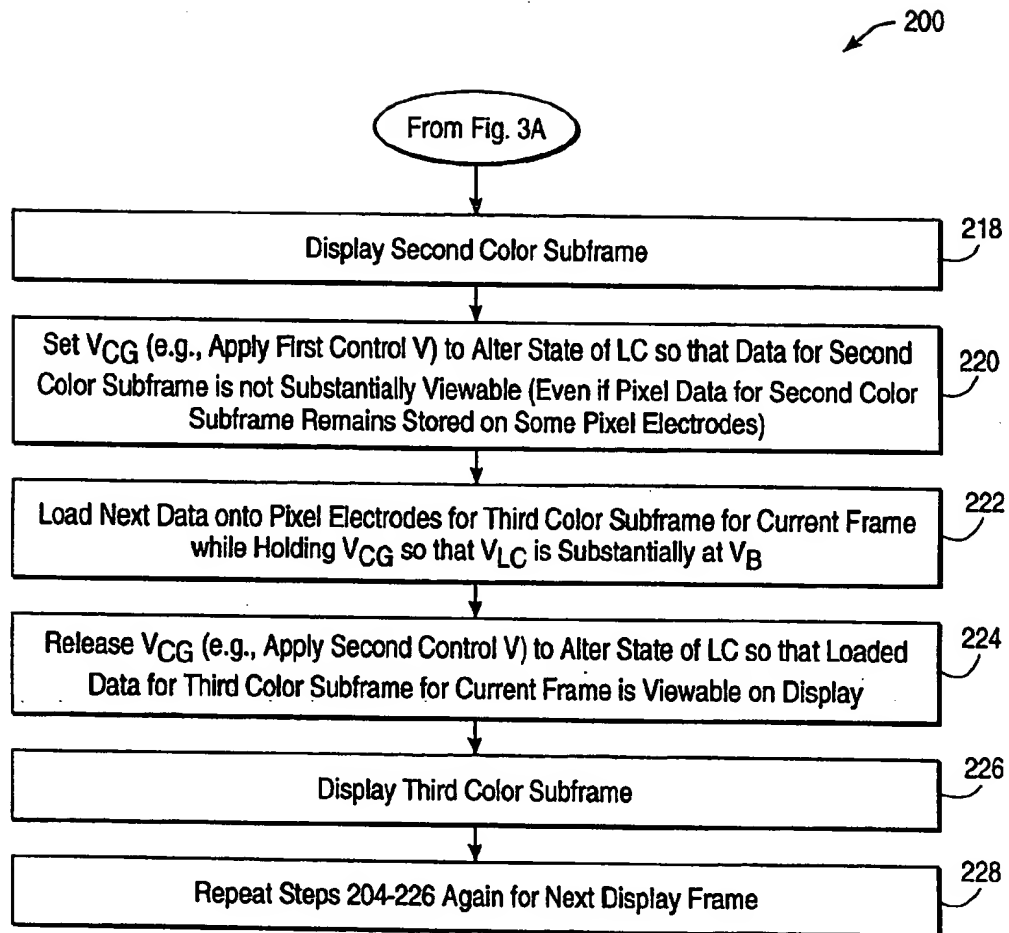 200
From Fig. 3A
218
Display Second Color Subframe
Set VCG (e.g., Apply First Control V) to Alter State of LC so that Data for Second
Color Subframe is not Substantially Viewable (Even if Pixel Data for Second Color
Subframe Remains Stored on Some Pixel Electrodes)
220
Load Next Data onto Pixel Electrodes for Third Color Subframe for Current Frame
while Holding VCG so that VLC is Substantially at VB
222
Release VCG (e.g., Apply Second Control V) to Alter State of LC so that Loaded
Data for Third Color Subframe for Current Frame is Viewable on Display
224
Display Third Color Subframe
226
Repeat Steps 204-226 Again for Next Display Frame
228